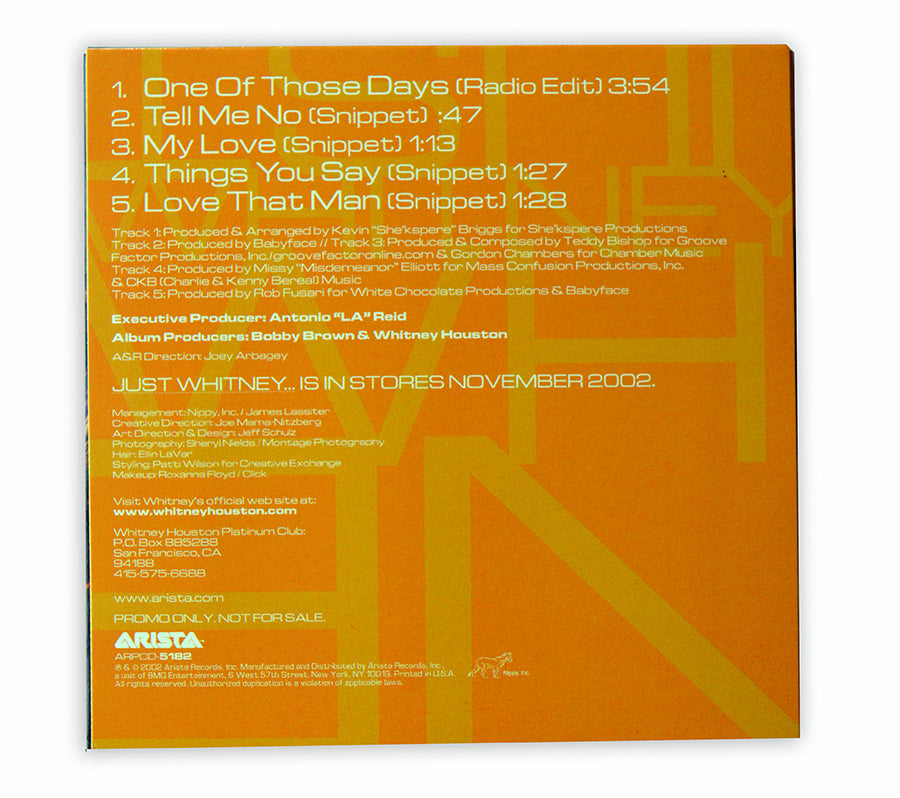 1. One Of Those Days (Radio Edit) 3:54
2. Tell Me No (Snippet) :47
3. My Love (Snippet) 1:13
4. Things You Say (Snippet) 1:27
5. Love That Man (Snippet) 1:28
Track 1: Produced & Arranged by Kevin "She'kspere" Briggs for She'kspere Productions
Track 2: Produced by Babyface // Track 3: Produced & Composed by Teddy Bishop for Groove
Factor Productions, Inc./groovefactoronline.com & Gordon Chambers for Chamber Music
Track 4: Produced by Missy "Misdemeanor" Elliott for Mass Confusion Productions, Inc.
& CKB (Charlie & Kenny Bereal) Music
Track 5: Produced by Rob Fusari for White Chocolate Productions & Babyface
Executive Producer: Antonio "LA" Reid
Album Producers: Bobby Brown & Whitney Houston
A&R Direction: Joey Arbagey
JUST WHITNEY... IS IN STORES NOVEMBER 2002.
Management: Nippy, Inc. / James Lassiter
Creative Direction: Joe Mama-Nitzberg
Art Direction & Design: Jeff Schulz
Photography: Sheryl Nields / Montage Photography
Hair: Ellin LaVar
Styling: Patti Wilson for Creative Exchange
Makeup: Roxanna Floyd / Click
Visit Whitney's official web site at:
www.whitneyhouston.com
Whitney Houston Platinum Club:
P.O. Box 885288
San Francisco, CA
94188
415-575-6688
www.arista.com
PROMO ONLY. NOT FOR SALE.
ARISTA
ARPCD-5182
℗ & © 2002 Arista Records, Inc. Manufactured and Distributed by Arista Records, Inc.,
a unit of BMG Entertainment, 6 West 57th Street, New York, NY 10019. Printed in U.S.A
All rights reserved. Unauthorized duplication is a violation of applicable laws.
Nippy, Inc.